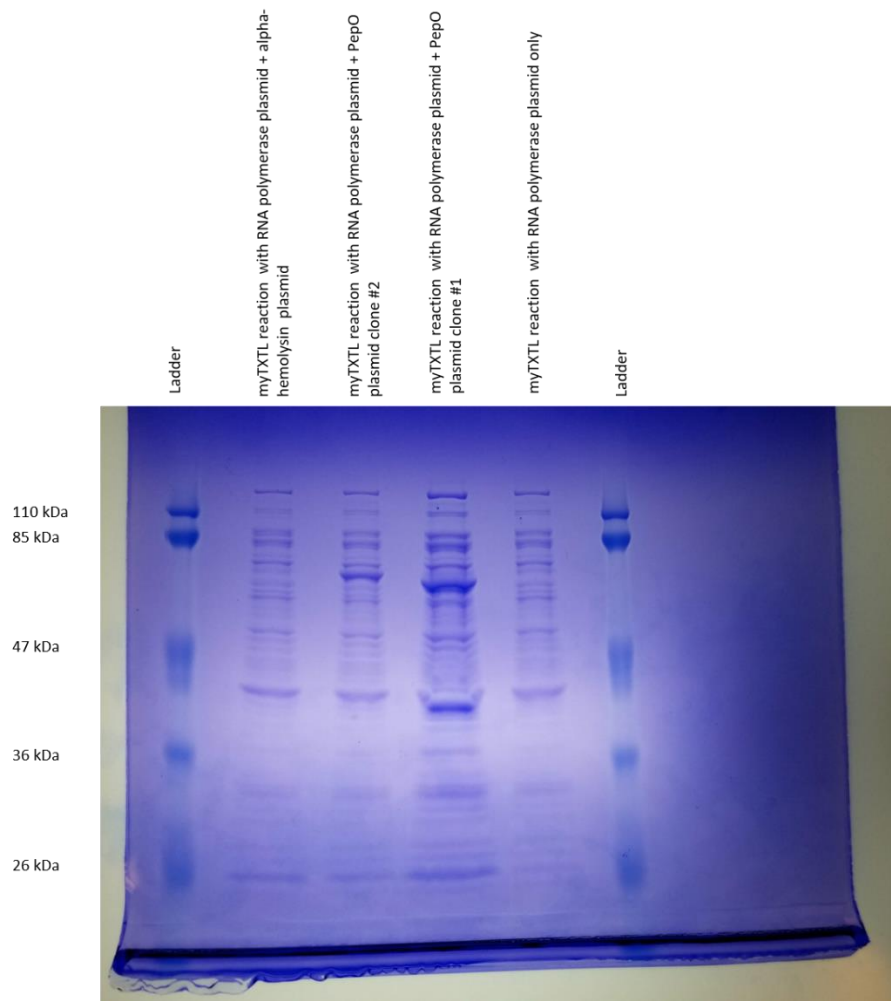 Ladder
myTXTL reaction with RNA polymerase plasmid + alpha-
hemolysin plasmid
myTXTL reaction with RNA polymerase plasmid + PepO
plasmid clone #2
myTXTL reaction with RNA polymerase plasmid + PepO
plasmid clone #1
myTXTL reaction with RNA polymerase plasmid only
Ladder
110 kDa
85 kDa
47 kDa
36 kDa
26 kDa